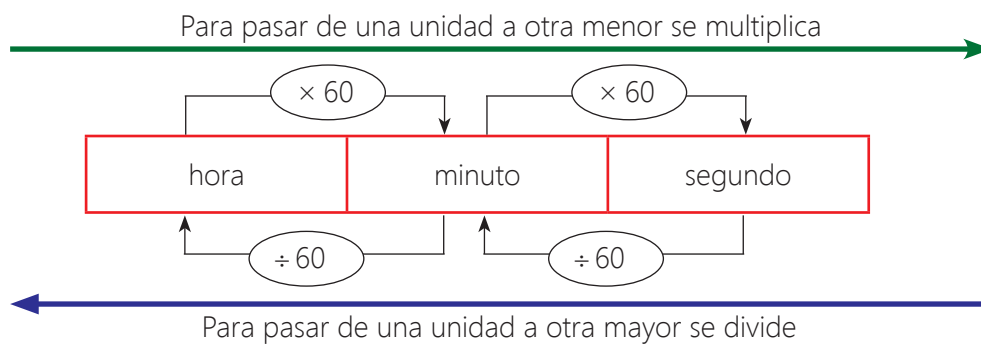 Para pasar de una unidad a otra menor se multiplica
× 60
× 60
hora
minuto
segundo
÷ 60
÷ 60
Para pasar de una unidad a otra mayor se divide